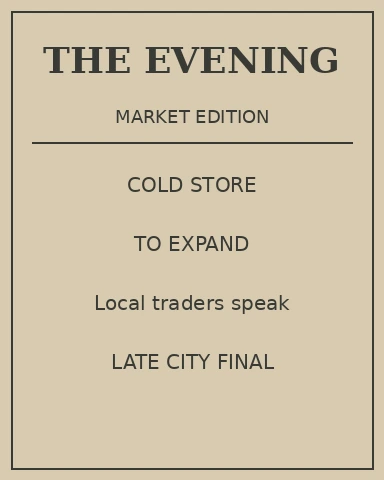 THE EVENING
MARKET EDITION
COLD STORE
TO EXPAND
Local traders speak
LATE CITY FINAL